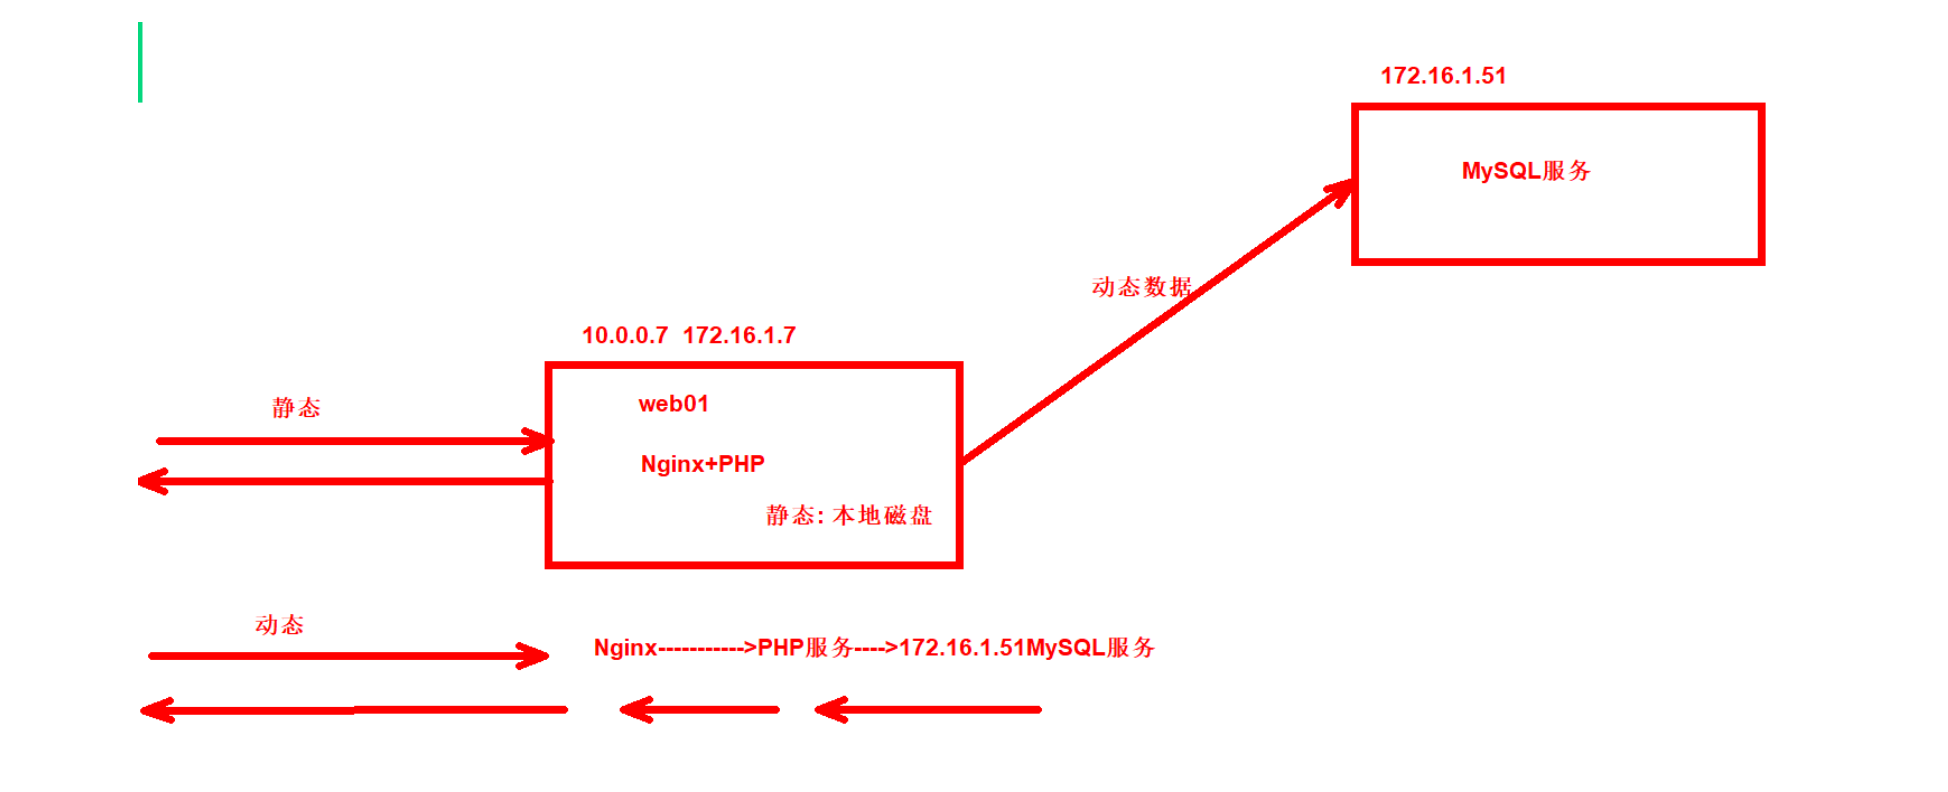 172.16.1.51
MySQL服务
动态数据
10.0.0.7 172.16.1.7
web01
静态
Nginx+PHP
静态: 本地磁盘
动态
Nginx----------->PHP服务---->172.16.1.51MySQL服务